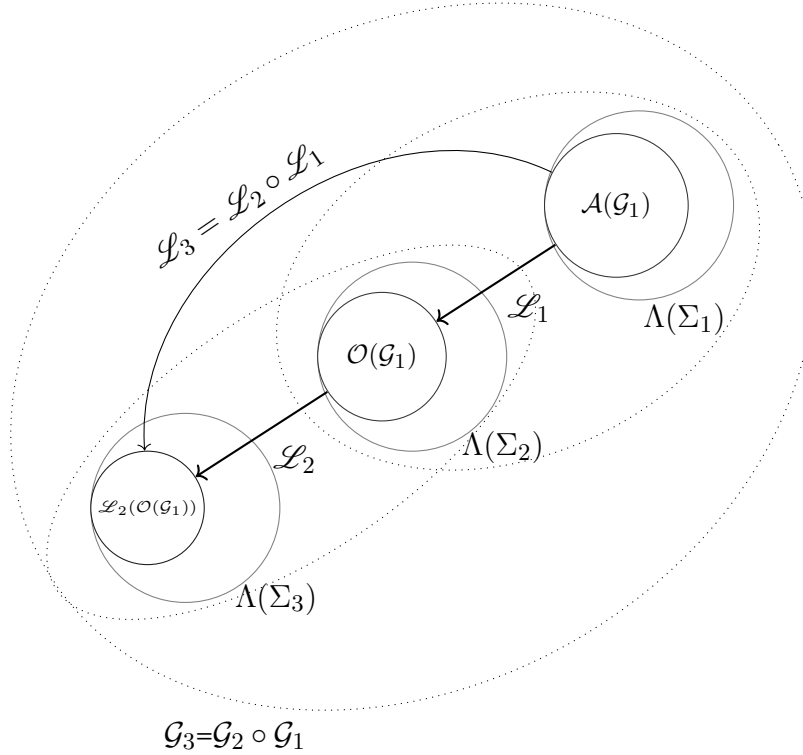 𝓛₃ = 𝓛₂ ∘ 𝓛₁
𝒜(𝒢₁)
Λ(Σ₁)
𝓛₁
𝒪(𝒢₁)
Λ(Σ₂)
𝓛₂
𝓛₂(𝒪(𝒢₁))
Λ(Σ₃)
𝒢₃=𝒢₂ ∘ 𝒢₁